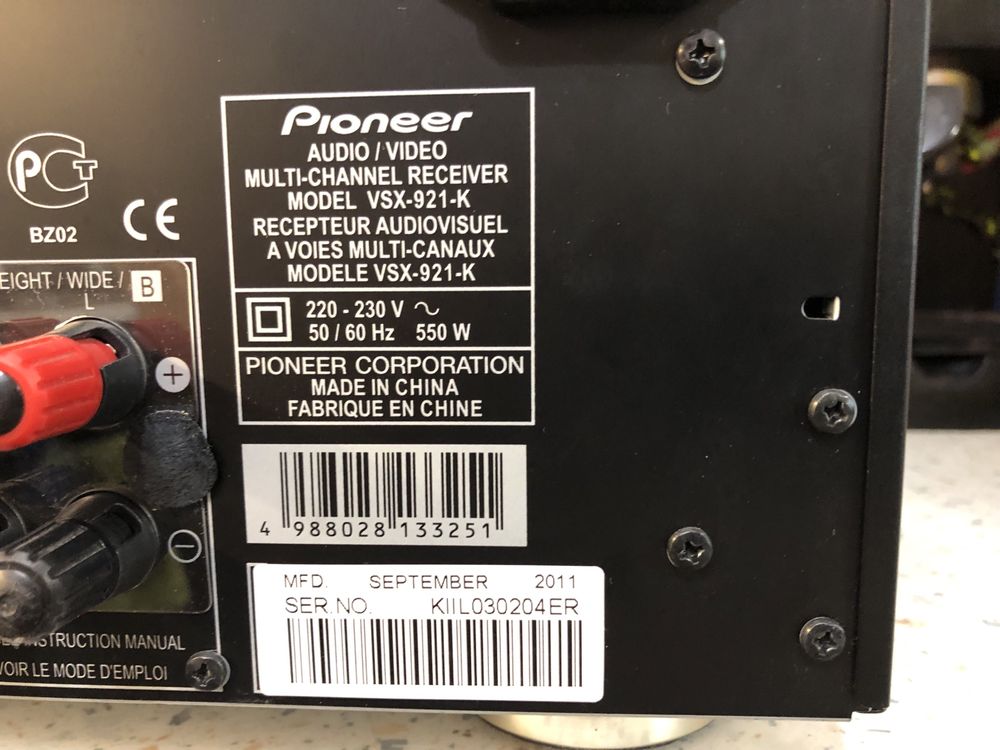 Pioneer
AUDIO / VIDEO
MULTI-CHANNEL RECEIVER
MODEL VSX-921-K
RECEPTEUR AUDIOVISUEL
A VOIES MULTI-CANAUX
MODELE VSX-921-K
220 - 230 V ~
50 / 60 Hz 550 W
PIONEER CORPORATION
MADE IN CHINA
FABRIQUE EN CHINE
4 988028 133251
MFD. SEPTEMBER 2011
SER.NO. KIIL030204ER
PCT
BZ02
CE
/ WIDE / B
L
+
−
INSTRUCTION MANUAL
VOIR LE MODE D'EMPLOI